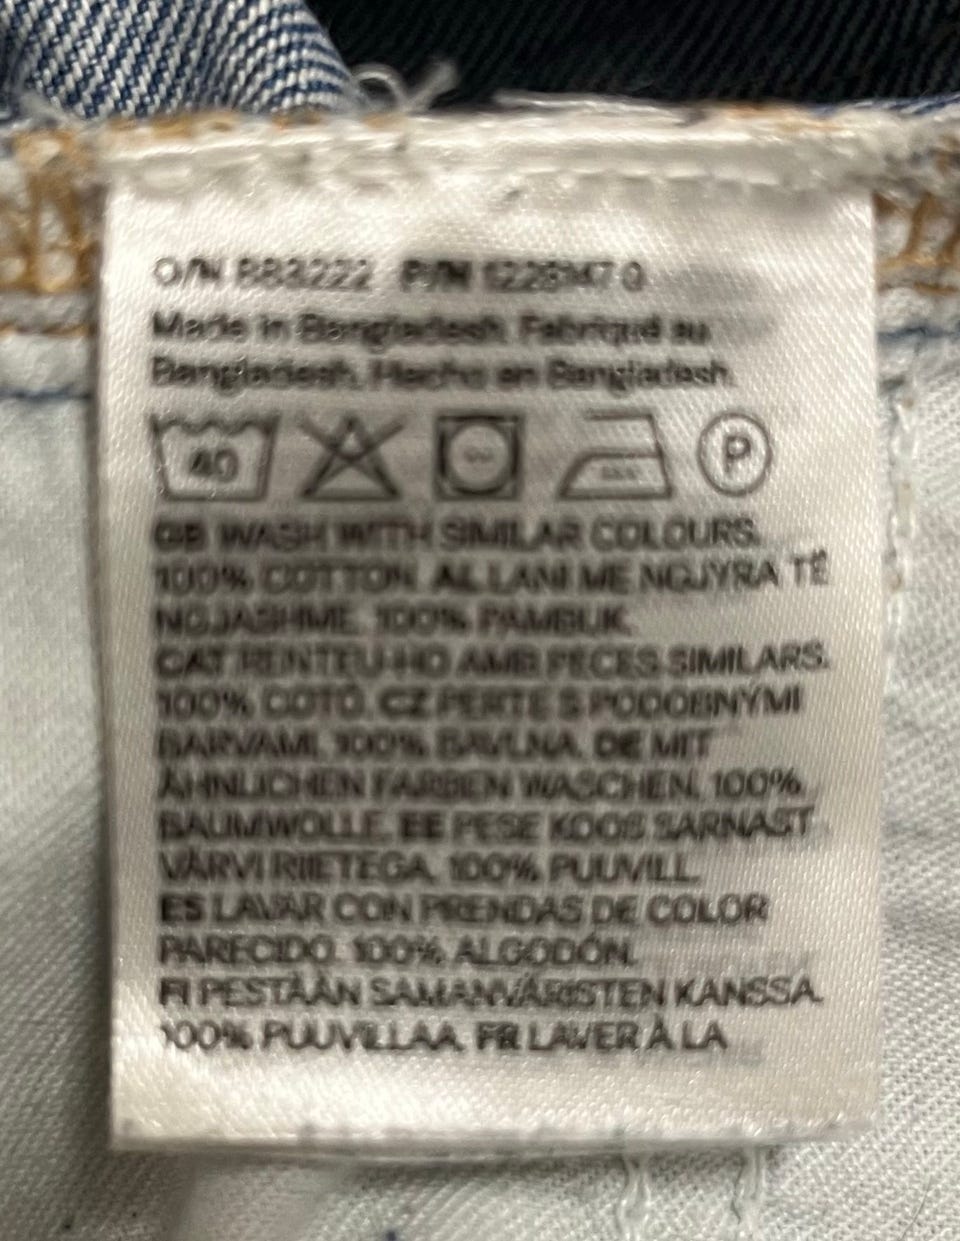 O/N 883222 P/N
Made in Bangladesh. Fabriqué au
Bangladesh. Hecho en Bangladesh.
40 P
GB WASH WITH SIMILAR COLOURS.
100% COTTON. AL LANI ME NGJYRA TË
NGJASHME. 100% PAMBUK.
CAT RENTEU-HO AMB PECES SIMILARS.
100% COTÓ. CZ PERTE S PODOBNÝMI
BARVAMI. 100% BAVLNA. DE MIT
ÄHNLICHEN FARBEN WASCHEN. 100%
BAUMWOLLE. EE PESE KOOS SARNAST
VÄRVI RIIETEGA. 100% PUUVILL.
ES LAVAR CON PRENDAS DE COLOR
PARECIDO. 100% ALGODÓN.
FI PESTÄÄN SAMANVÄRISTEN KANSSA.
100% PUUVILLAA. FR LAVER À LA